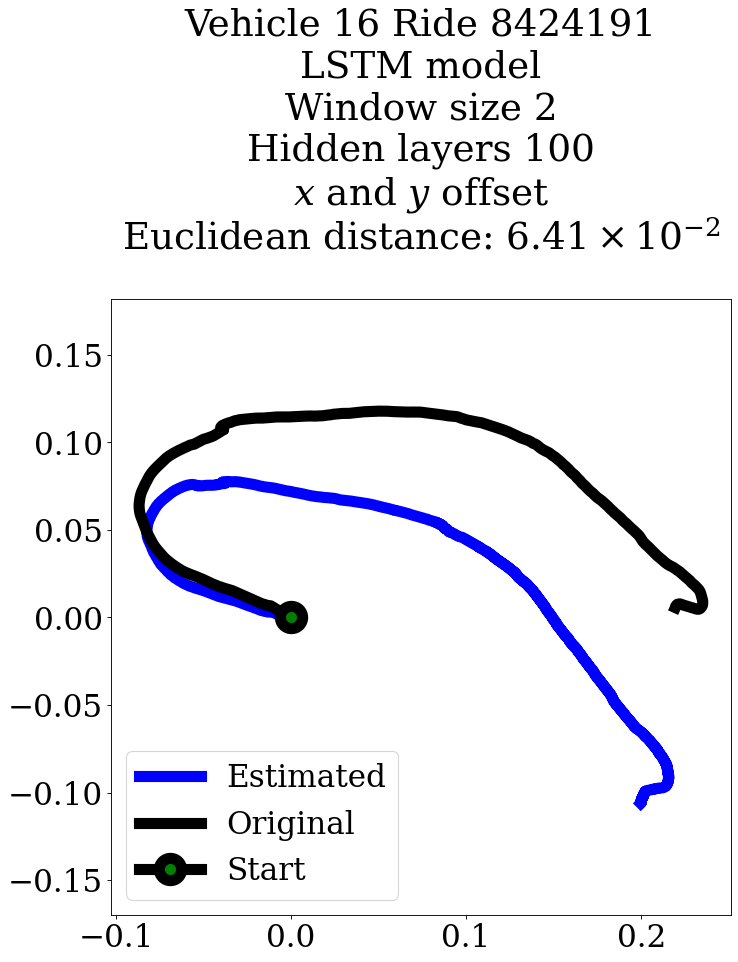 Vehicle 16 Ride 8424191
LSTM model
Window size 2
Hidden layers 100
x and y offset
Euclidean distance: 6.41 × 10⁻²
0.15
0.10
0.05
0.00
−0.05
−0.10
−0.15
Estimated
Original
Start
−0.1 0.0 0.1 0.2